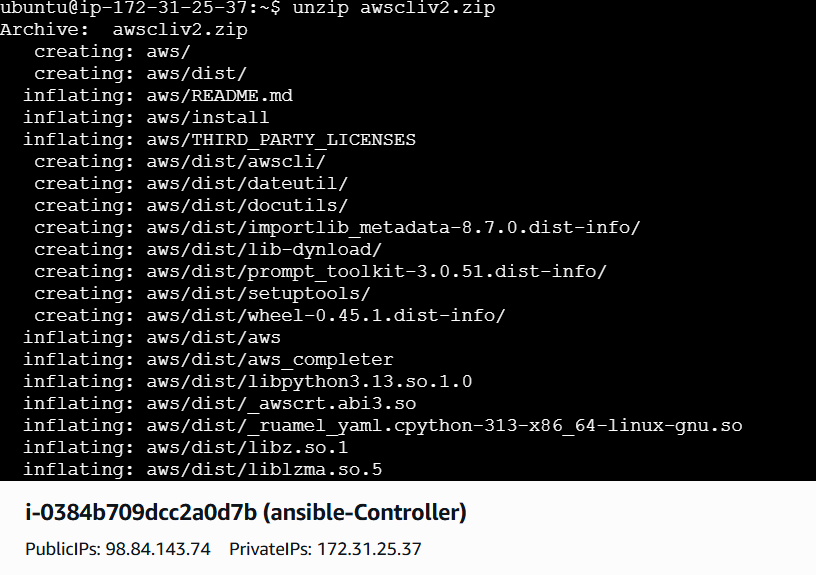 ubuntu@ip-172-31-25-37:~$ unzip awscliv2.zip
Archive:  awscliv2.zip
   creating: aws/
   creating: aws/dist/
  inflating: aws/README.md
  inflating: aws/install
  inflating: aws/THIRD_PARTY_LICENSES
   creating: aws/dist/awscli/
   creating: aws/dist/dateutil/
   creating: aws/dist/docutils/
   creating: aws/dist/importlib_metadata-8.7.0.dist-info/
   creating: aws/dist/lib-dynload/
   creating: aws/dist/prompt_toolkit-3.0.51.dist-info/
   creating: aws/dist/setuptools/
   creating: aws/dist/wheel-0.45.1.dist-info/
  inflating: aws/dist/aws
  inflating: aws/dist/aws_completer
  inflating: aws/dist/libpython3.13.so.1.0
  inflating: aws/dist/_awscrt.abi3.so
  inflating: aws/dist/_ruamel_yaml.cpython-313-x86_64-linux-gnu.so
  inflating: aws/dist/libz.so.1
  inflating: aws/dist/liblzma.so.5
i-0384b709dcc2a0d7b (ansible-Controller)
PublicIPs: 98.84.143.74   PrivateIPs: 172.31.25.37